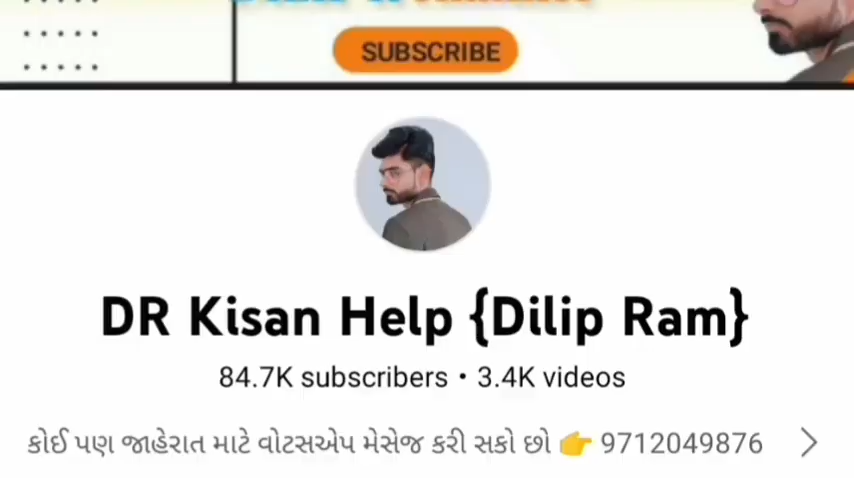 SUBSCRIBE
DR Kisan Help {Dilip Ram}
84.7K subscribers • 3.4K videos
કોઈ પણ જાહેરાત માટે વોટસએપ મેસેજ કરી સકો છો 👉 9712049876